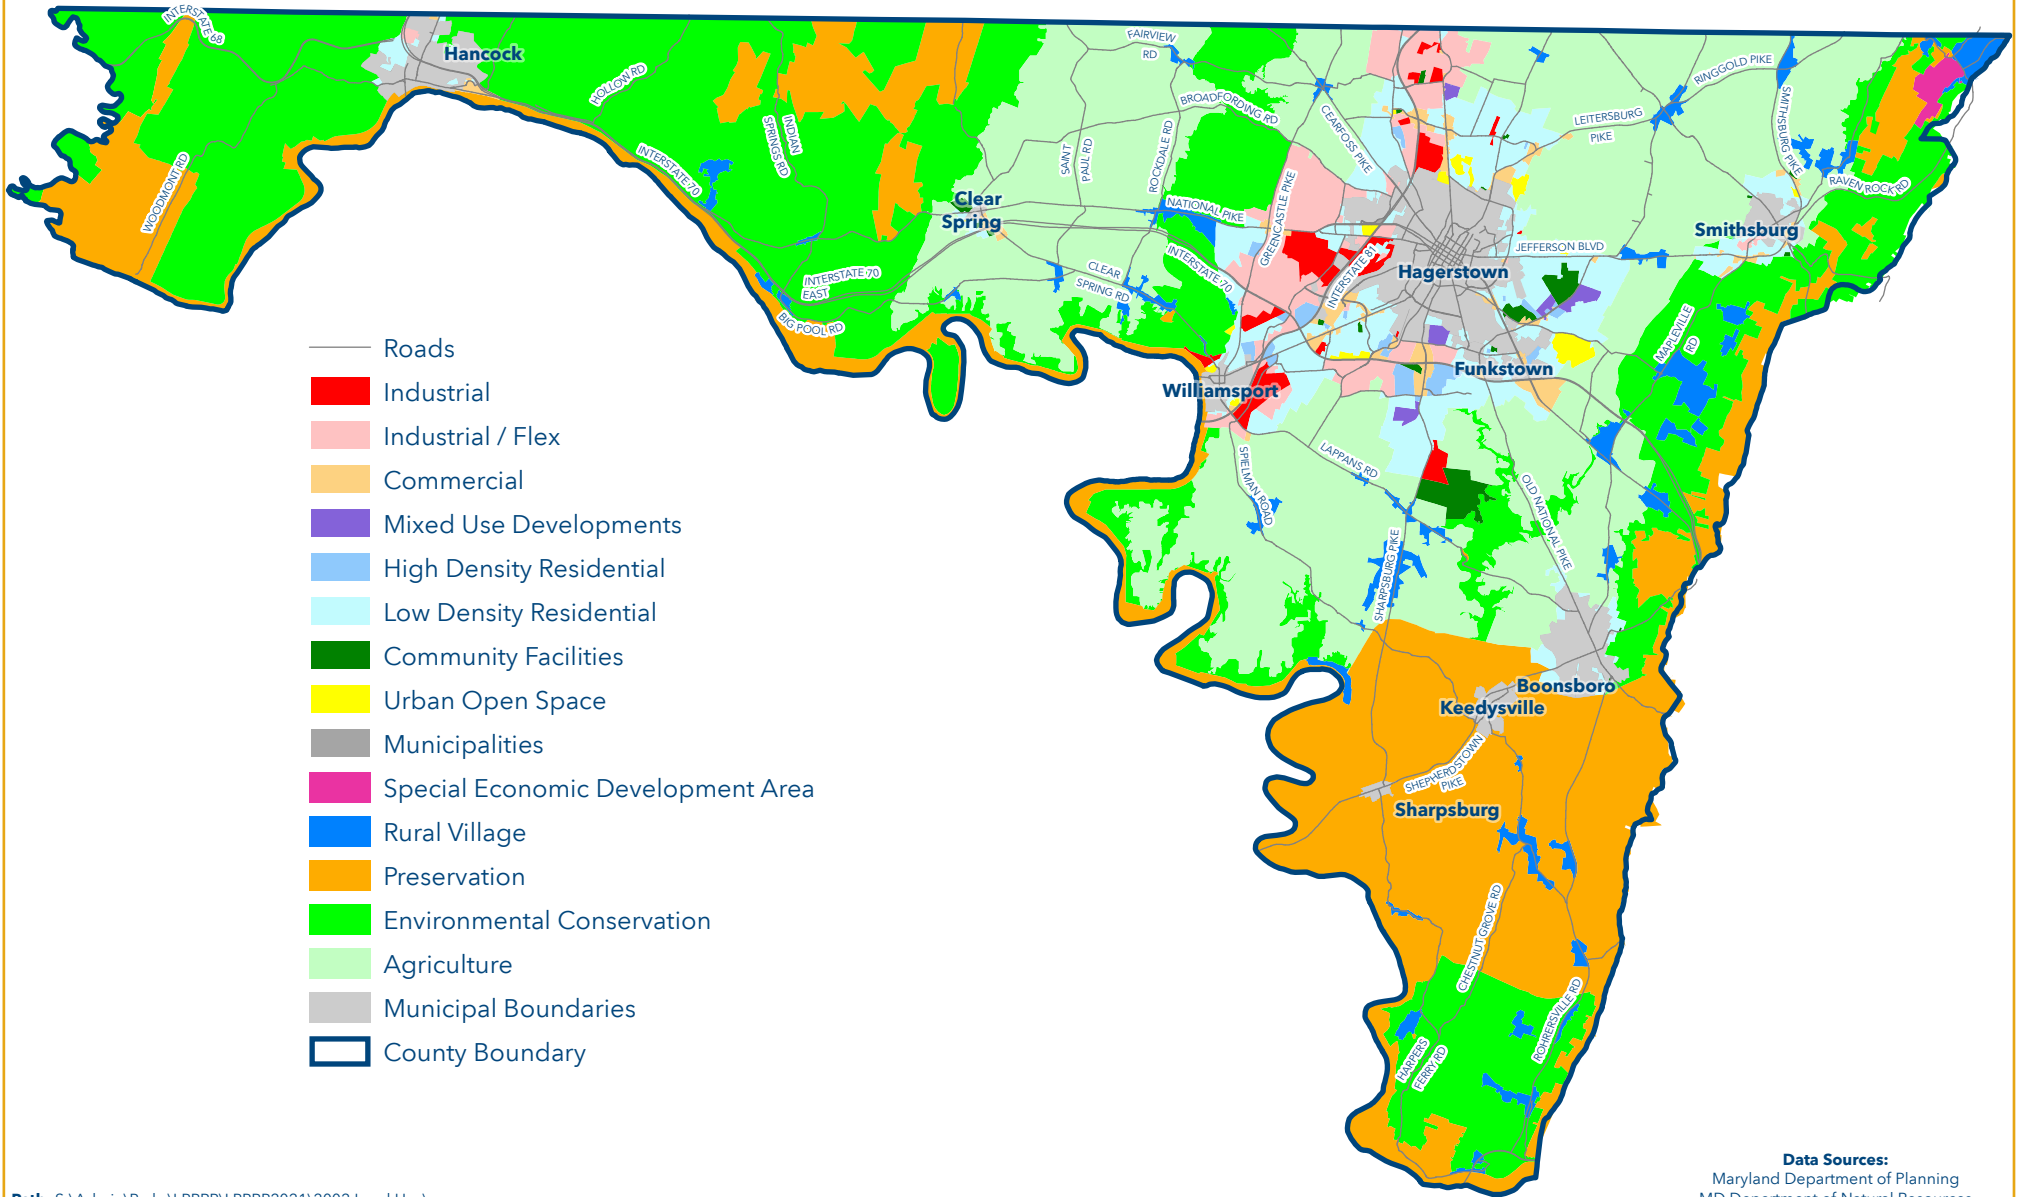 INTERSTATE 68
Hancock
HOLLOW RD
WOODMONT RD
INTERSTATE 70
INDIAN
SPRINGS RD
INTERSTATE 70
EAST
BIG POOL RD
Clear
Spring
FAIRVIEW
RD
BROADFORDING RD
SAINT
PAUL RD
ROCKDALE RD
NATIONAL PIKE
CLEAR
SPRING RD
INTERSTATE 70
GREENCASTLE PIKE
CEARFOSS PIKE
INTERSTATE 81
Hagerstown
LEITERSBURG
PIKE
RINGGOLD PIKE
SMITHSBURG PIKE
RAVEN ROCK RD
Smithsburg
JEFFERSON BLVD
MAPLEVILLE
RD
Funkstown
Williamsport
SPIELMAN ROAD
LAPPANS RD
SHARPSBURG PIKE
OLD NATIONAL PIKE
Boonsboro
Keedysville
SHEPHERDSTOWN
PIKE
Sharpsburg
CHESTNUT GROVE RD
ROHRERSVILLE RD
HARPERS
FERRY RD
Roads
Industrial
Industrial / Flex
Commercial
Mixed Use Developments
High Density Residential
Low Density Residential
Community Facilities
Urban Open Space
Municipalities
Special Economic Development Area
Rural Village
Preservation
Environmental Conservation
Agriculture
Municipal Boundaries
County Boundary
Data Sources:
Maryland Department of Planning
MD Department of Natural Resources